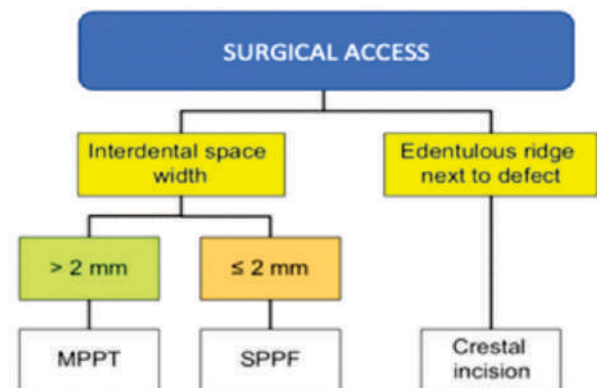 SURGICAL ACCESS
Interdental space
width
Edentulous ridge
next to defect
> 2 mm
≤ 2 mm
MPPT
SPPF
Crestal
incision